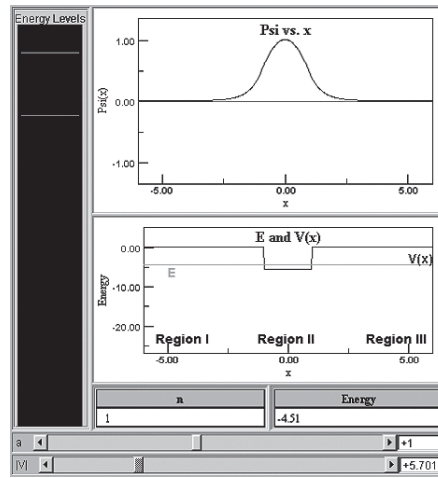 Energy Levels
Psi vs. x
1.00
0.00
-1.00
Psi(x)
-5.00
0.00
5.00
x
E and V(x)
0.00
-10.00
-20.00
Energy
V(x)
E
Region I
Region II
Region III
-5.00
0.00
5.00
x
n
Energy
1
-4.51
a
+1
|V|
+5.701